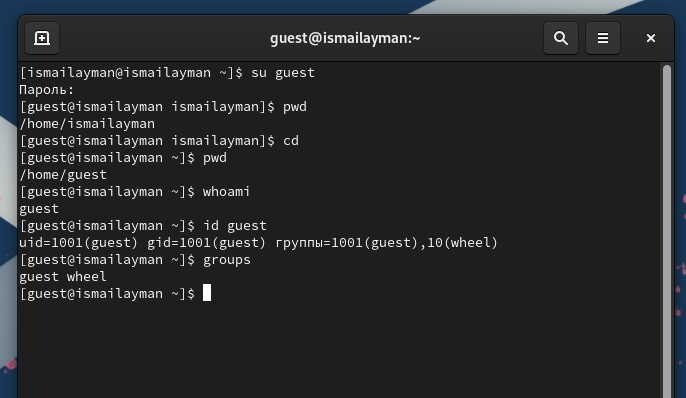 guest@ismailayman:~
[ismailayman@ismailayman ~]$ su guest
Пароль:
[guest@ismailayman ismailayman]$ pwd
/home/ismailayman
[guest@ismailayman ismailayman]$ cd
[guest@ismailayman ~]$ pwd
/home/guest
[guest@ismailayman ~]$ whoami
guest
[guest@ismailayman ~]$ id guest
uid=1001(guest) gid=1001(guest) группы=1001(guest),10(wheel)
[guest@ismailayman ~]$ groups
guest wheel
[guest@ismailayman ~]$